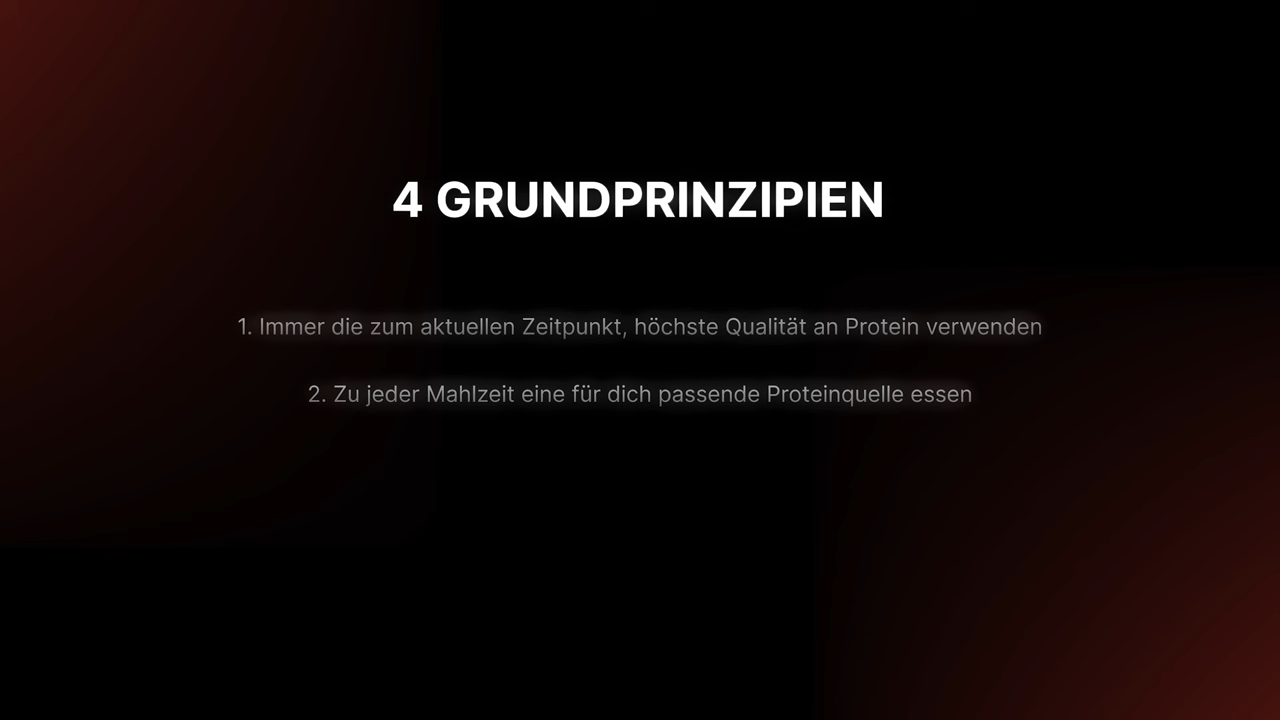 4 GRUNDPRINZIPIEN
1. Immer die zum aktuellen Zeitpunkt, höchste Qualität an Protein verwenden
2. Zu jeder Mahlzeit eine für dich passende Proteinquelle essen